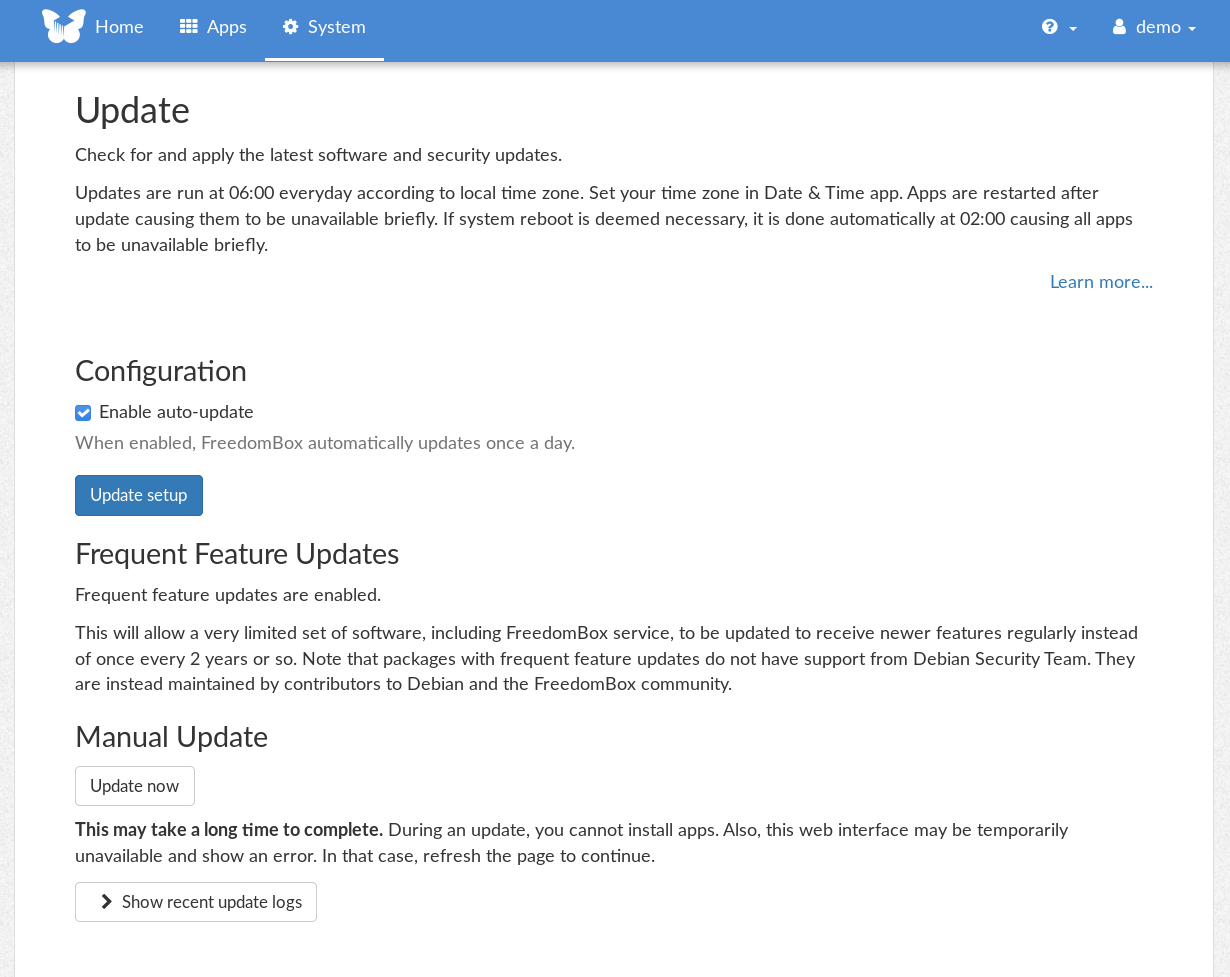 Home Apps System demo
Update
Check for and apply the latest software and security updates.
Updates are run at 06:00 everyday according to local time zone. Set your time zone in Date & Time app. Apps are restarted after
update causing them to be unavailable briefly. If system reboot is deemed necessary, it is done automatically at 02:00 causing all apps
to be unavailable briefly.
Learn more...
Configuration
Enable auto-update
When enabled, FreedomBox automatically updates once a day.
Update setup
Frequent Feature Updates
Frequent feature updates are enabled.
This will allow a very limited set of software, including FreedomBox service, to be updated to receive newer features regularly instead
of once every 2 years or so. Note that packages with frequent feature updates do not have support from Debian Security Team. They
are instead maintained by contributors to Debian and the FreedomBox community.
Manual Update
Update now
This may take a long time to complete. During an update, you cannot install apps. Also, this web interface may be temporarily
unavailable and show an error. In that case, refresh the page to continue.
Show recent update logs